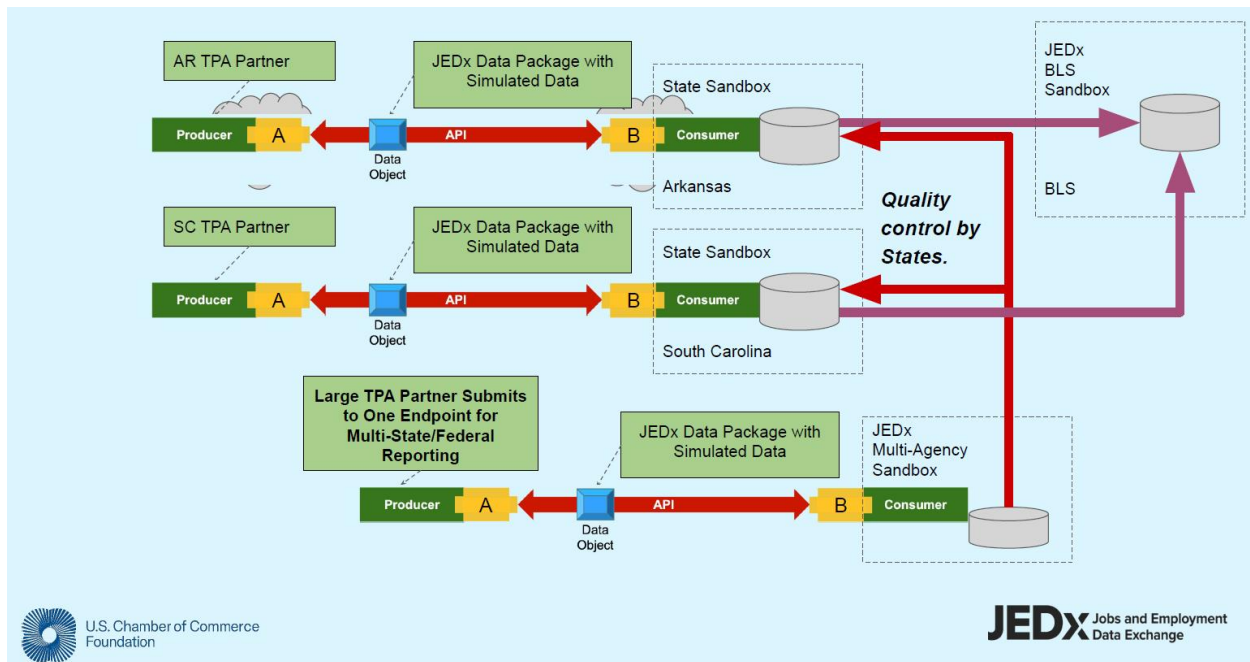 AR TPA Partner
JEDx Data Package with
Simulated Data
State Sandbox
JEDx
BLS
Sandbox
Producer
A
API
B
Consumer
Data
Object
Arkansas
BLS
Quality
control by
States.
SC TPA Partner
JEDx Data Package with
Simulated Data
State Sandbox
Producer
A
API
B
Consumer
Data
Object
South Carolina
Large TPA Partner Submits
to One Endpoint for
Multi-State/Federal
Reporting
JEDx Data Package with
Simulated Data
JEDx
Multi-Agency
Sandbox
Producer
A
API
B
Consumer
Data
Object
U.S. Chamber of Commerce
Foundation
JEDx Jobs and Employment
Data Exchange